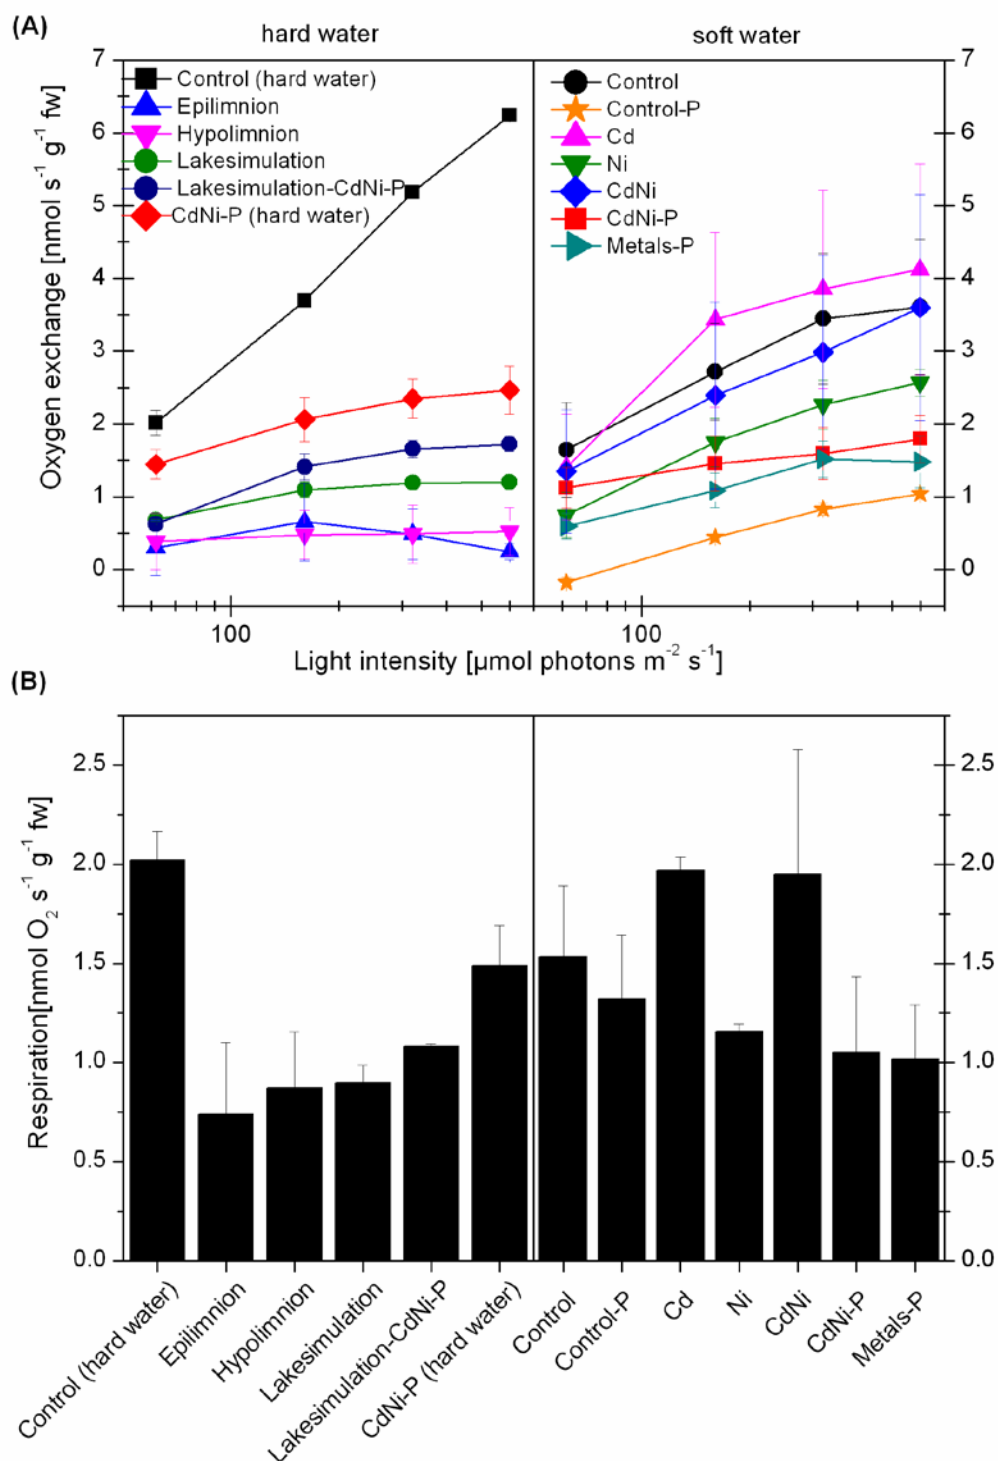 (A)
hard water
soft water
7
6
5
4
3
2
1
0
Oxygen exchange [nmol s⁻¹ g⁻¹ fw]
Control (hard water)
Epilimnion
Hypolimnion
Lakesimulation
Lakesimulation-CdNi-P
CdNi-P (hard water)
Control
Control-P
Cd
Ni
CdNi
CdNi-P
Metals-P
7
6
5
4
3
2
1
0
100
100
Light intensity [µmol photons m⁻² s⁻¹]
(B)
2.5
2.0
1.5
1.0
0.5
0.0
Respiration[nmol O₂ s⁻¹ g⁻¹ fw]
2.5
2.0
1.5
1.0
0.5
0.0
Control (hard water)
Epilimnion
Hypolimnion
Lakesimulation
Lakesimulation-CdNi-P
CdNi-P (hard water)
Control
Control-P
Cd
Ni
CdNi
CdNi-P
Metals-P